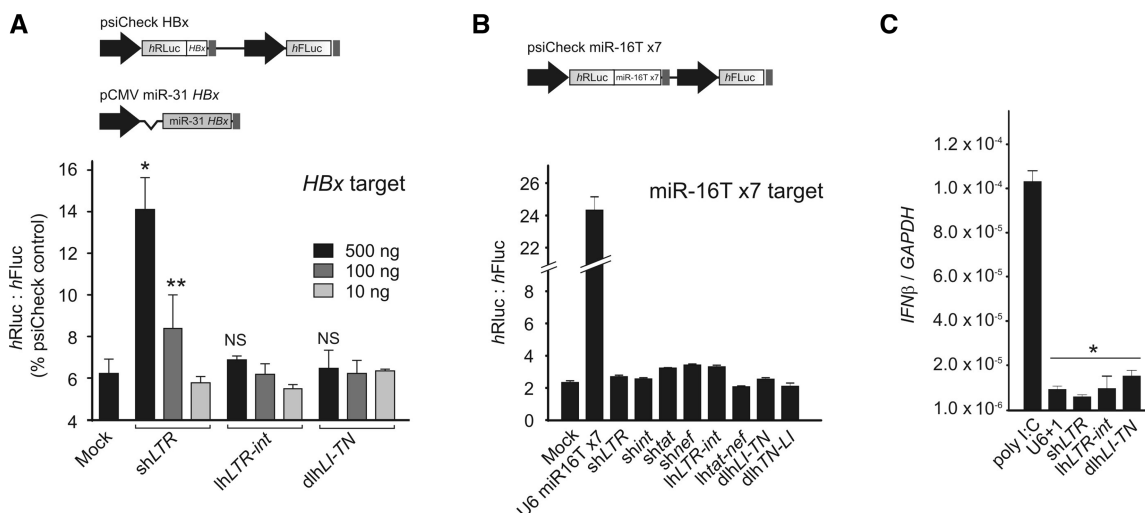 A
psiCheck HBx
hRLuc HBx hFLuc
pCMV miR-31 HBx
miR-31 HBx
HBx target
hRluc : hFluc
(% psiCheck control)
16
14
12
10
8
6
4
*
**
NS
NS
500 ng
100 ng
10 ng
Mock
shLTR
lhLTR-int
dlhLI-TN
B
psiCheck miR-16T x7
hRLuc miR-16T x7 hFLuc
miR-16T x7 target
hRluc : hFluc
26
24
22
6
4
2
0
Mock
U6 miR16T x7
shLTR
shint
shtat
shnef
lhLTR-int
lhtat-nef
dlhLI-TN
dlhTN-LI
C
IFNβ / GAPDH
1.2 x 10-4
1.0 x 10-4
8.0 x 10-5
6.0 x 10-5
2.0 x 10-5
2.0 x 10-5
1.0 x 10-6
*
poly I:C
U6+1
shLTR
lhLTR-int
dlhLI-TN